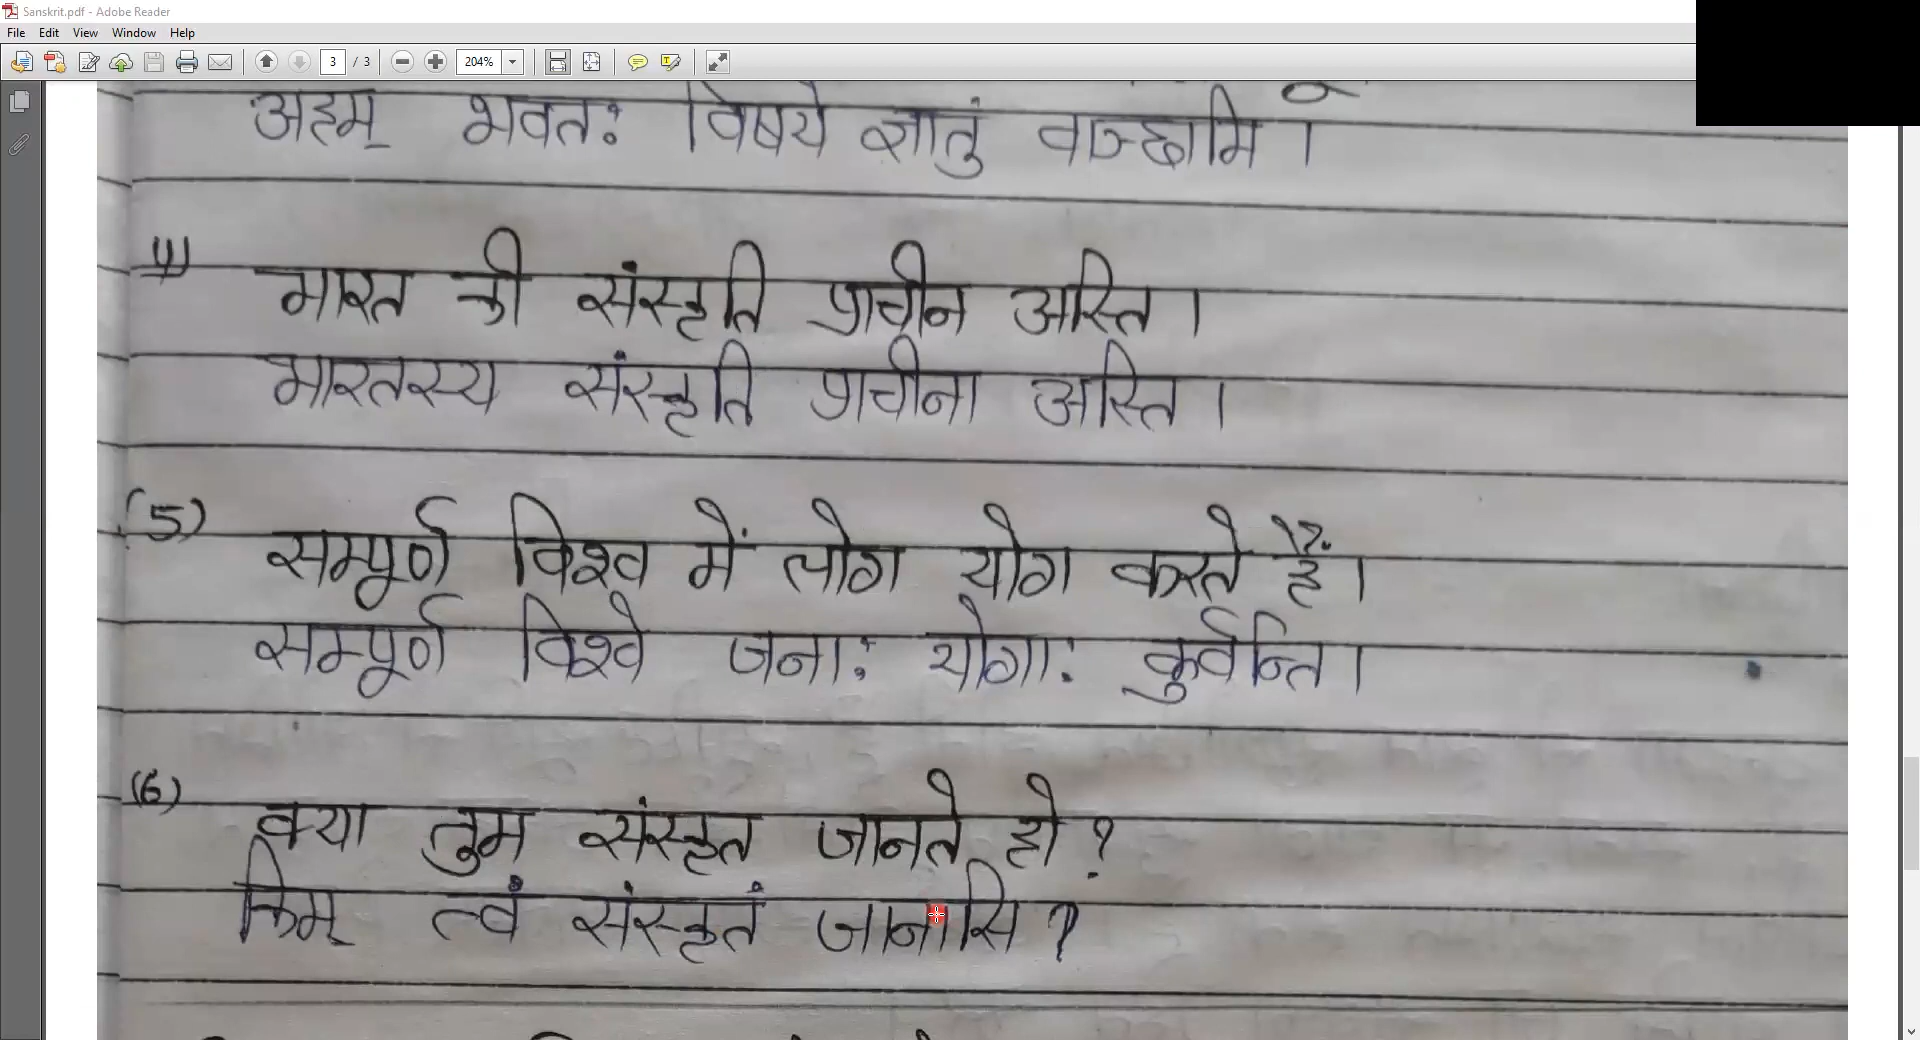 Sanskrit.pdf - Adobe Reader
File Edit View Window Help
3 / 3 204%
अहम् भवतः विषये ज्ञातुं वाञ्छामि।
भारत की संस्कृति प्राचीन अस्ति।
भारतस्य संस्कृति प्राचीना अस्ति।
(5) सम्पूर्ण विश्व में लोग योग करते हैं।
सम्पूर्ण विश्वे जनाः योगाः कुर्वन्ति।
(6) क्या तुम संस्कृत जानते हो?
किम् त्वं संस्कृतं जानासि?